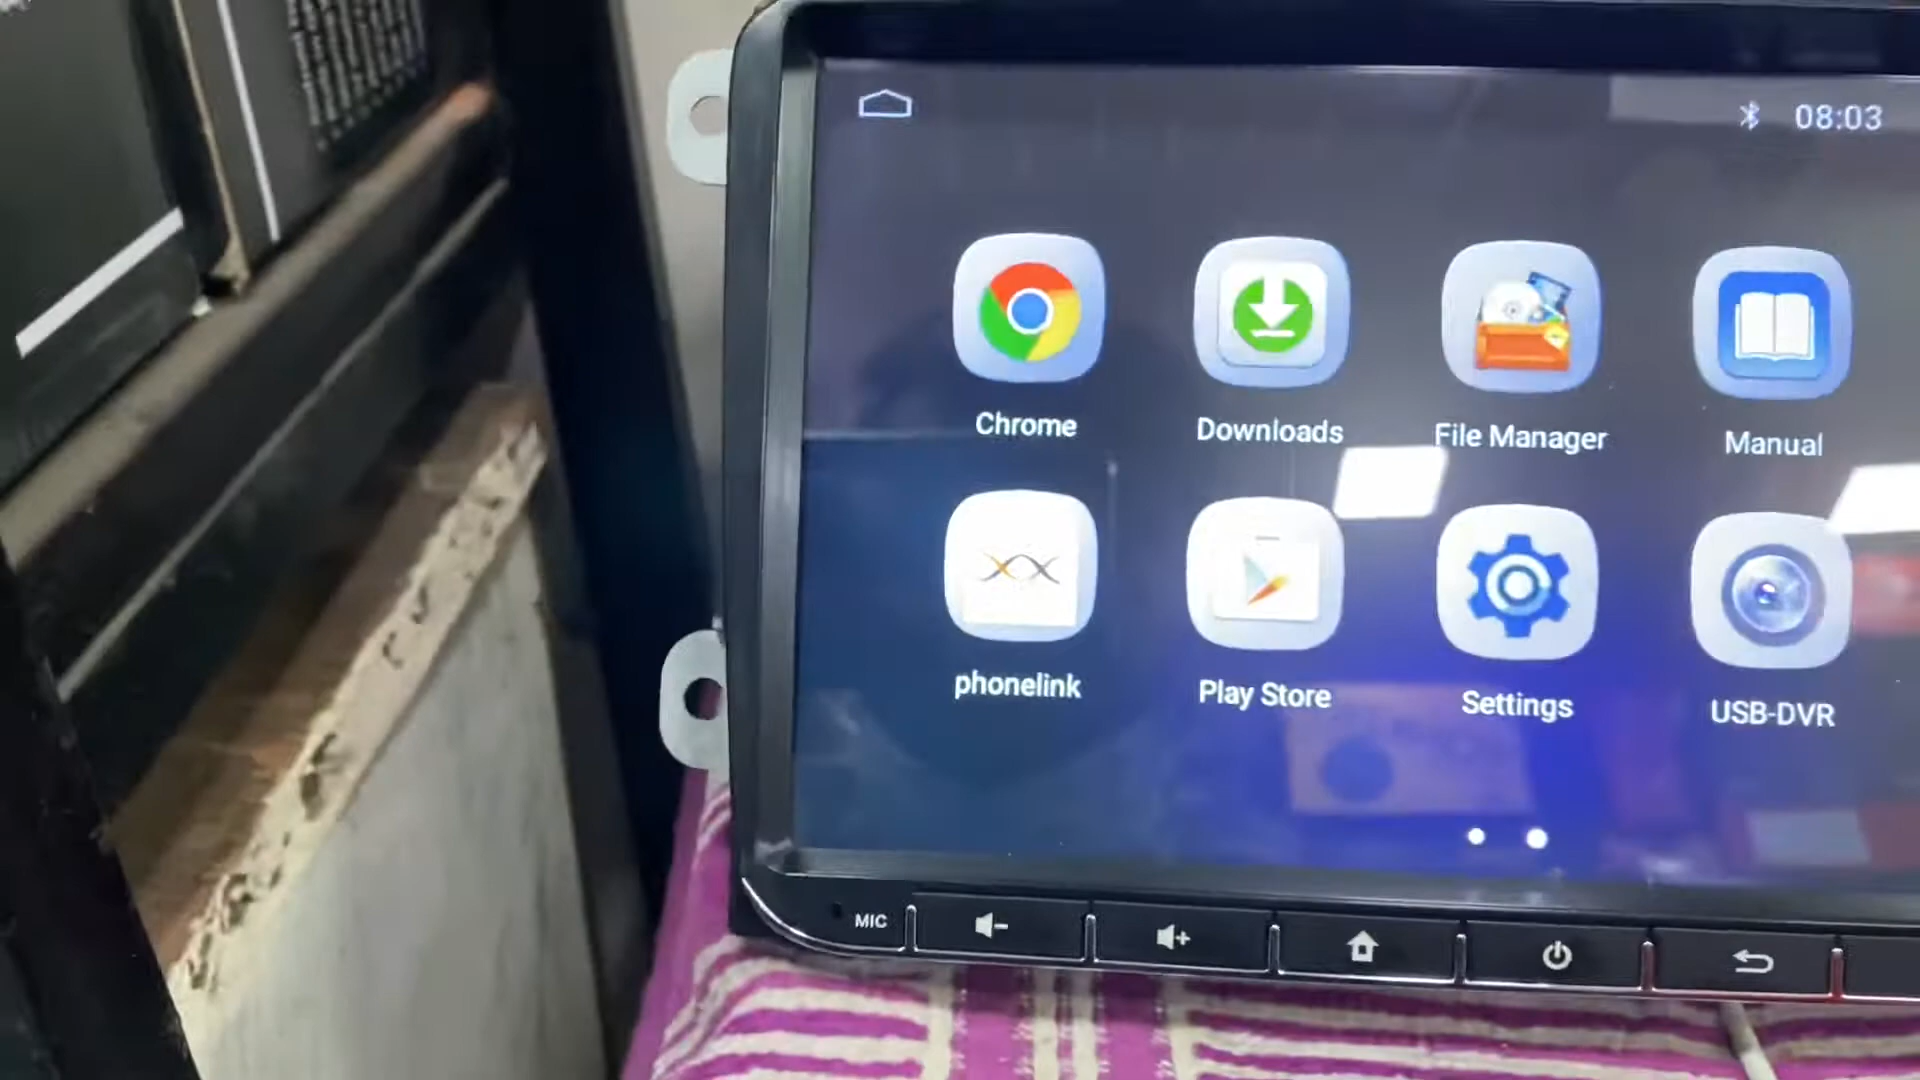 08:03
Chrome
Downloads
File Manager
Manual
phonelink
Play Store
Settings
USB-DVR
MIC